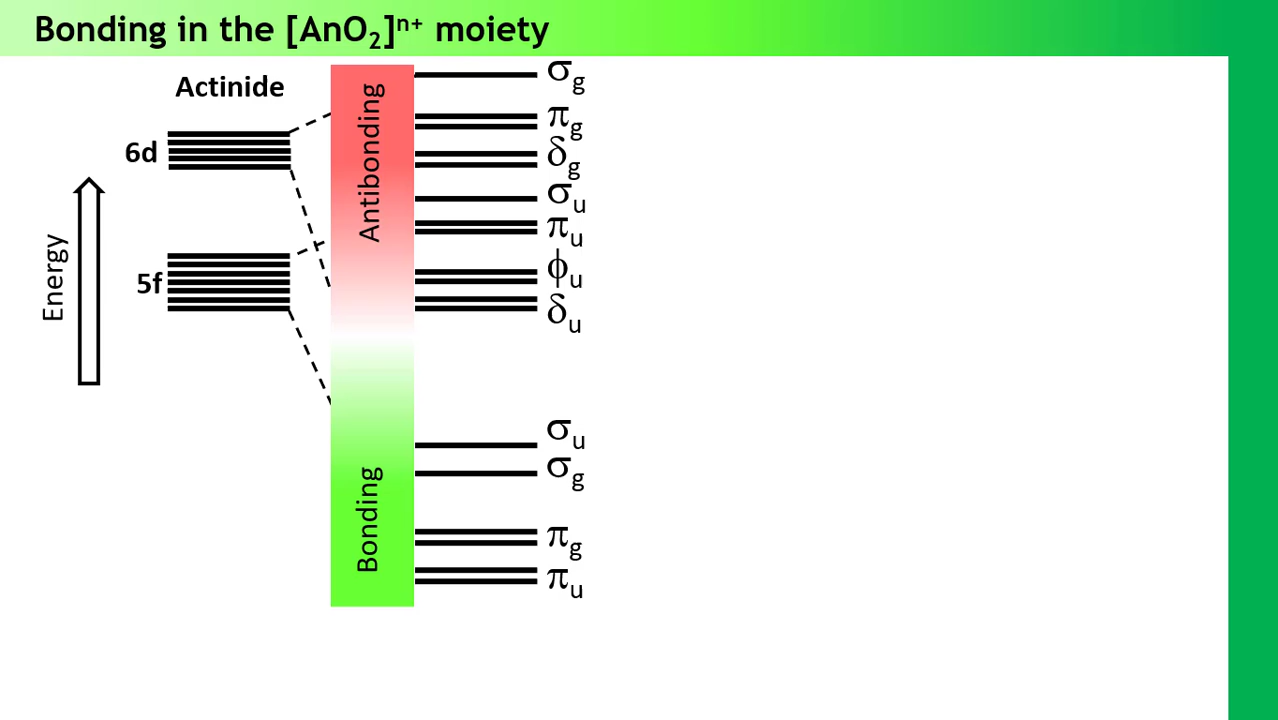 Bonding in the [AnO₂]ⁿ⁺ moiety
Actinide
6d
5f
Energy
Antibonding
Bonding
σg
πg
δg
σu
πu
ϕu
δu
σu
σg
πg
πu